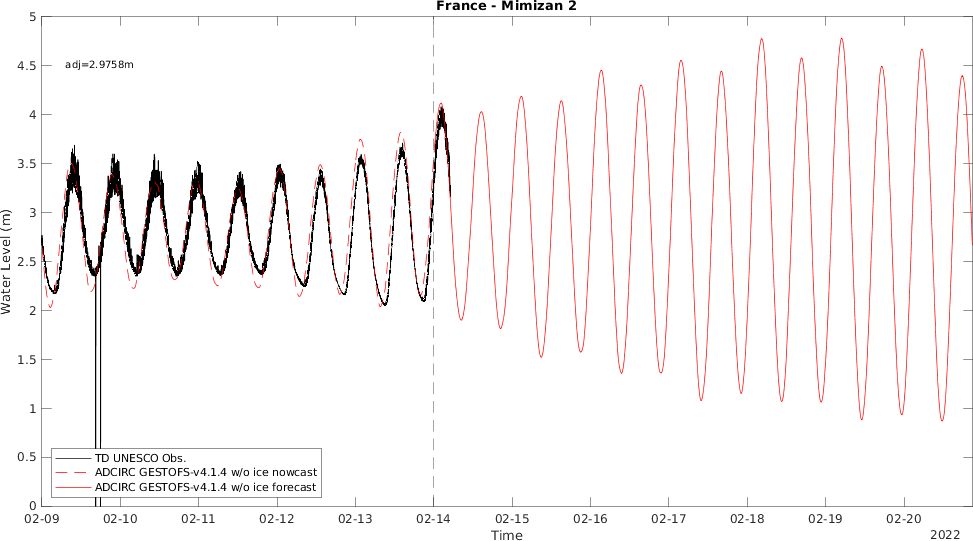 France - Mimizan 2
5
4.5
4
3.5
3
2.5
2
1.5
1
0.5
0
Water Level (m)
adj=2.9758m
TD UNESCO Obs.
ADCIRC GESTOFS-v4.1.4 w/o ice nowcast
ADCIRC GESTOFS-v4.1.4 w/o ice forecast
02-09 02-10 02-11 02-12 02-13 02-14 02-15 02-16 02-17 02-18 02-19 02-20
Time
2022